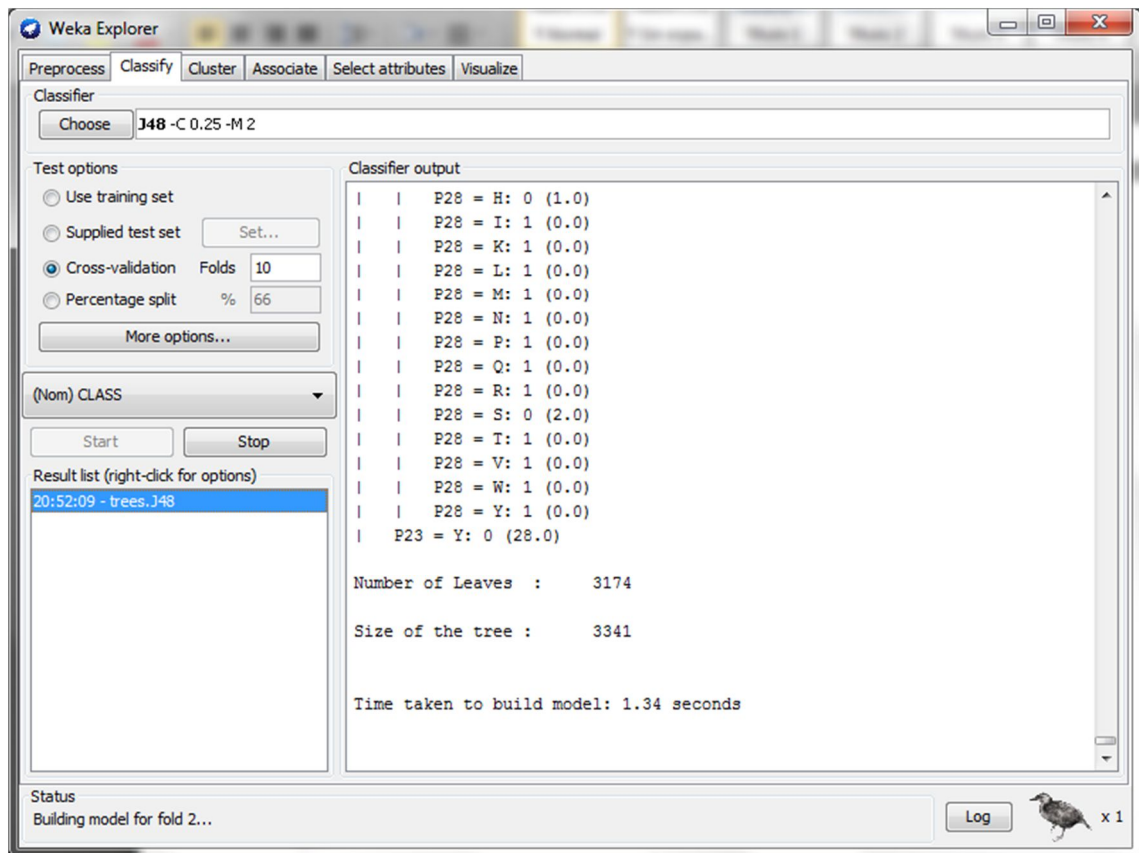 Weka Explorer
Preprocess Classify Cluster Associate Select attributes Visualize
Classifier
Choose J48 -C 0.25 -M 2
Test options
Use training set
Supplied test set Set...
Cross-validation Folds 10
Percentage split % 66
More options...
(Nom) CLASS
Start Stop
Result list (right-click for options)
20:52:09 - trees.J48
Classifier output
| | P28 = H: 0 (1.0)
| | P28 = I: 1 (0.0)
| | P28 = K: 1 (0.0)
| | P28 = L: 1 (0.0)
| | P28 = M: 1 (0.0)
| | P28 = N: 1 (0.0)
| | P28 = P: 1 (0.0)
| | P28 = Q: 1 (0.0)
| | P28 = R: 1 (0.0)
| | P28 = S: 0 (2.0)
| | P28 = T: 1 (0.0)
| | P28 = V: 1 (0.0)
| | P28 = W: 1 (0.0)
| | P28 = Y: 1 (0.0)
| P23 = Y: 0 (28.0)
Number of Leaves : 3174
Size of the tree : 3341
Time taken to build model: 1.34 seconds
Status
Building model for fold 2...
Log x 1